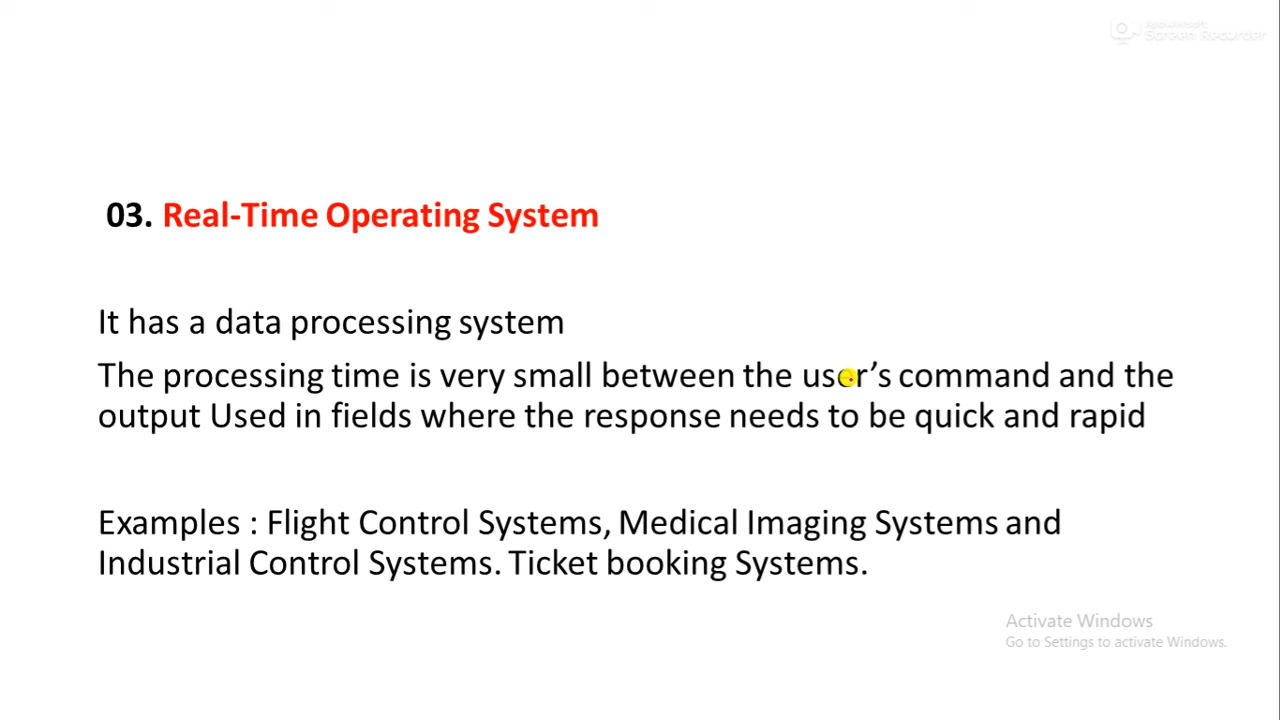 Screen Recorder
03. Real-Time Operating System
It has a data processing system
The processing time is very small between the user’s command and the
output Used in fields where the response needs to be quick and rapid
Examples : Flight Control Systems, Medical Imaging Systems and
Industrial Control Systems. Ticket booking Systems.
Activate Windows
Go to Settings to activate Windows.